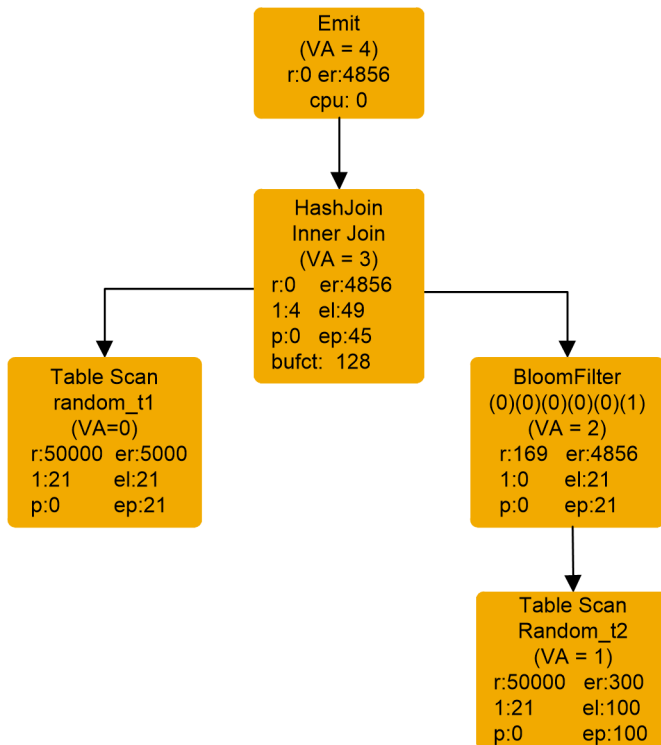 Emit
(VA = 4)
r:0 er:4856
cpu: 0
HashJoin
Inner Join
(VA = 3)
r:0 er:4856
1:4 el:49
p:0 ep:45
bufct: 128
Table Scan
random_t1
(VA=0)
r:50000 er:5000
1:21 el:21
p:0 ep:21
BloomFilter
(0)(0)(0)(0)(0)(1)
(VA = 2)
r:169 er:4856
1:0 el:21
p:0 ep:21
Table Scan
Random_t2
(VA = 1)
r:50000 er:300
1:21 el:100
p:0 ep:100